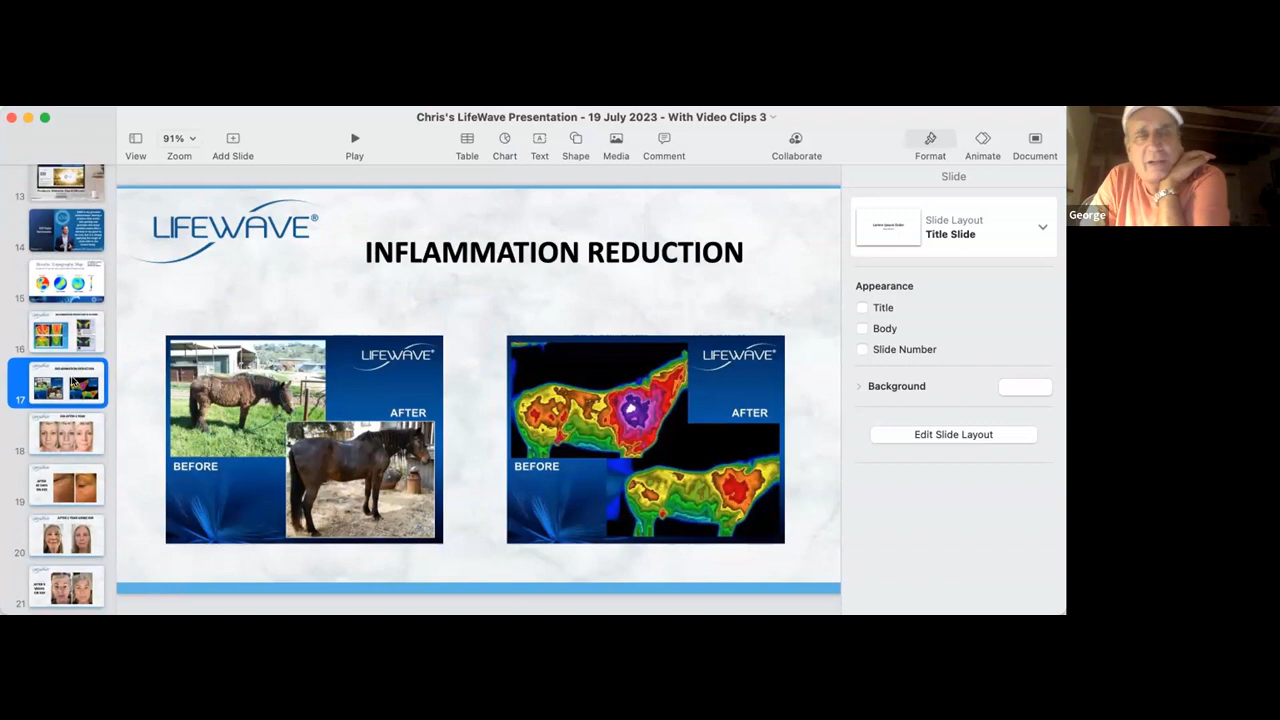 Chris's LifeWave Presentation - 19 July 2023 - With Video Clips 3
91%
View
Zoom
Add Slide
Play
Table
Chart
Text
Shape
Media
Comment
Collaborate
Format
Animate
Document
13
14
15
16
17
18
19
20
21
LIFEWAVE®
INFLAMMATION REDUCTION
LIFEWAVE®
AFTER
BEFORE
LIFEWAVE®
AFTER
BEFORE
Slide
Slide Layout
Title Slide
Appearance
Title
Body
Slide Number
Background
Edit Slide Layout
George